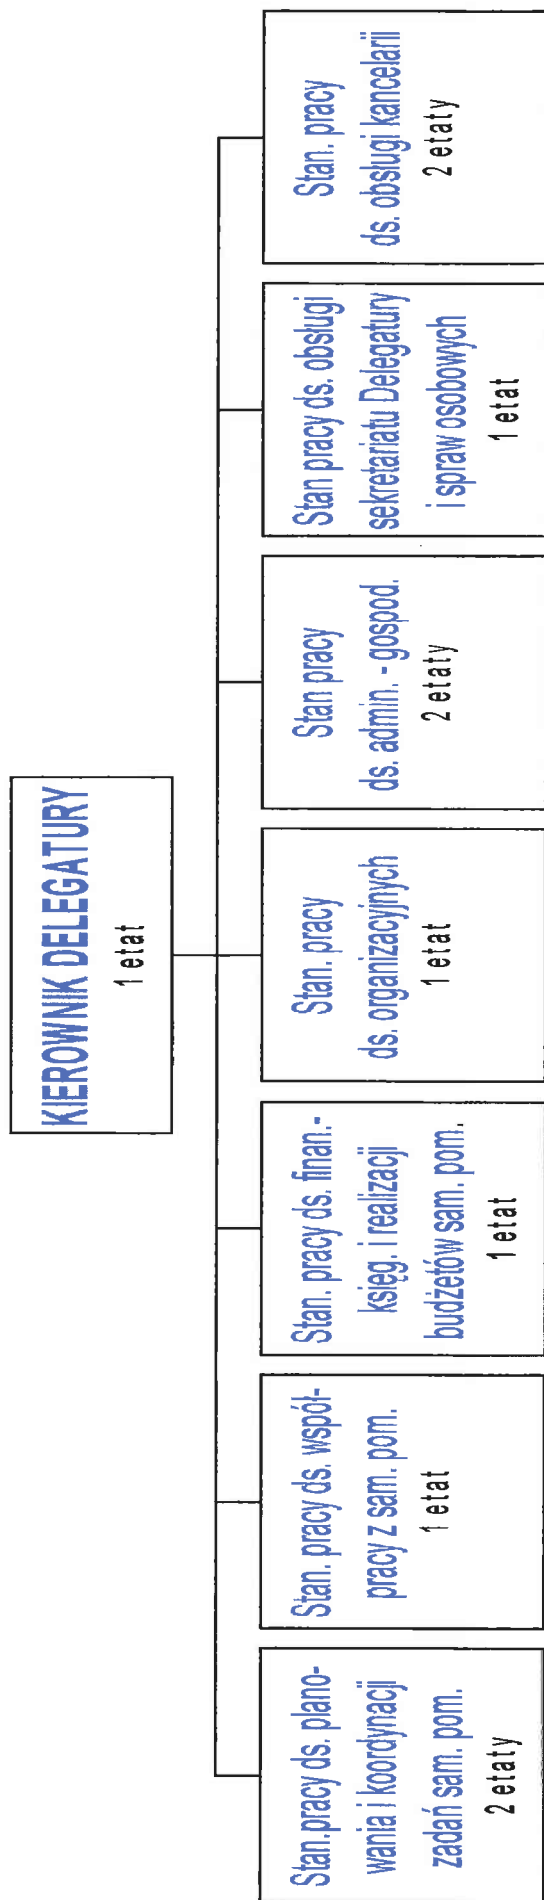 KIEROWNIK DELEGATURY
1 etat
Stan.pracy ds. plano-
wania i koordynacji
zadań sam. pom.
2 etaty
Stan. pracy ds. współ-
pracy z sam. pom.
1 etat
Stan. pracy ds. finan.-
księg. i realizacji
budżetów sam. pom.
1 etat
Stan. pracy
ds. organizacyjnych
1 etat
Stan pracy
ds. admin. - gospod.
2 etaty
Stan pracy ds. obsługi
sekretariatu Delegatury
i spraw osobowych
1 etat
Stan. pracy
ds. obsługi kancelarii
2 etaty